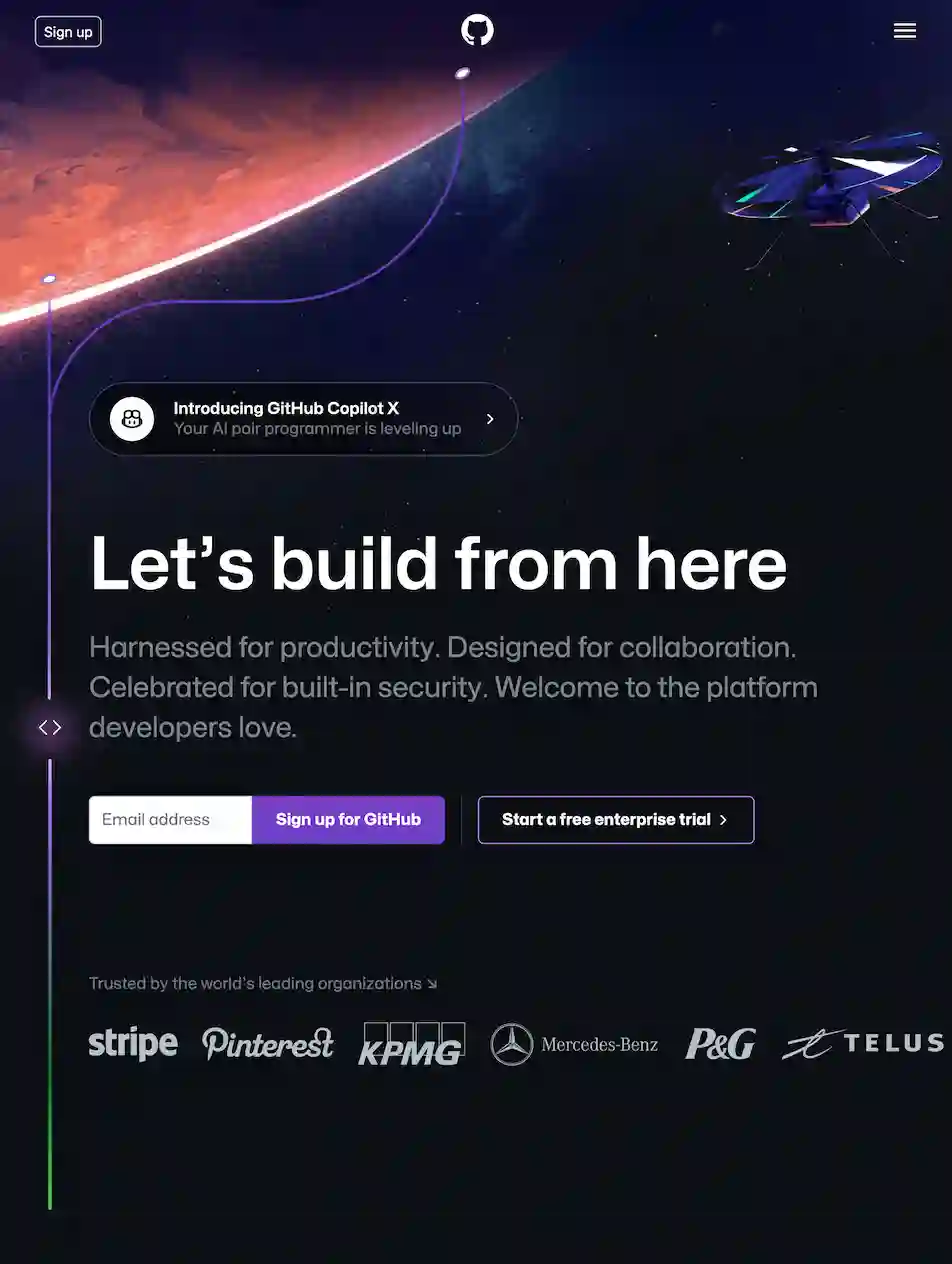 Sign up
Introducing GitHub Copilot X
Your AI pair programmer is leveling up
Let’s build from here
Harnessed for productivity. Designed for collaboration.
Celebrated for built-in security. Welcome to the platform
developers love.
Email address
Sign up for GitHub
Start a free enterprise trial
Trusted by the world’s leading organizations ↘
stripe Pinterest KPMG Mercedes-Benz P&G TELUS